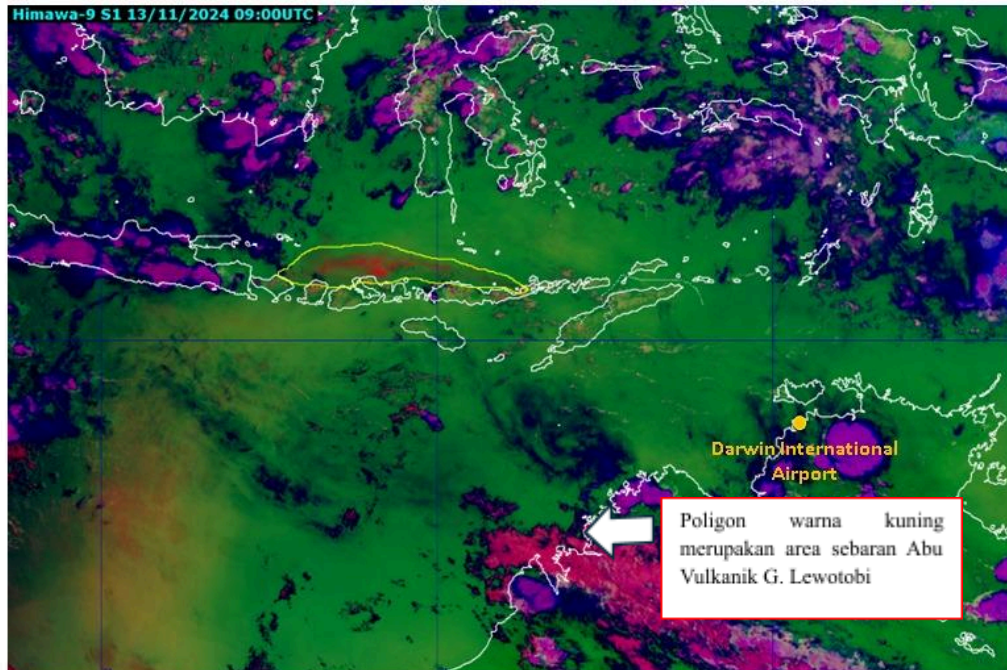 Himawa-9 S1 13/11/2024 09:00UTC
Darwin International
Airport
Poligon warna kuning
merupakan area sebaran Abu
Vulkanik G. Lewotobi